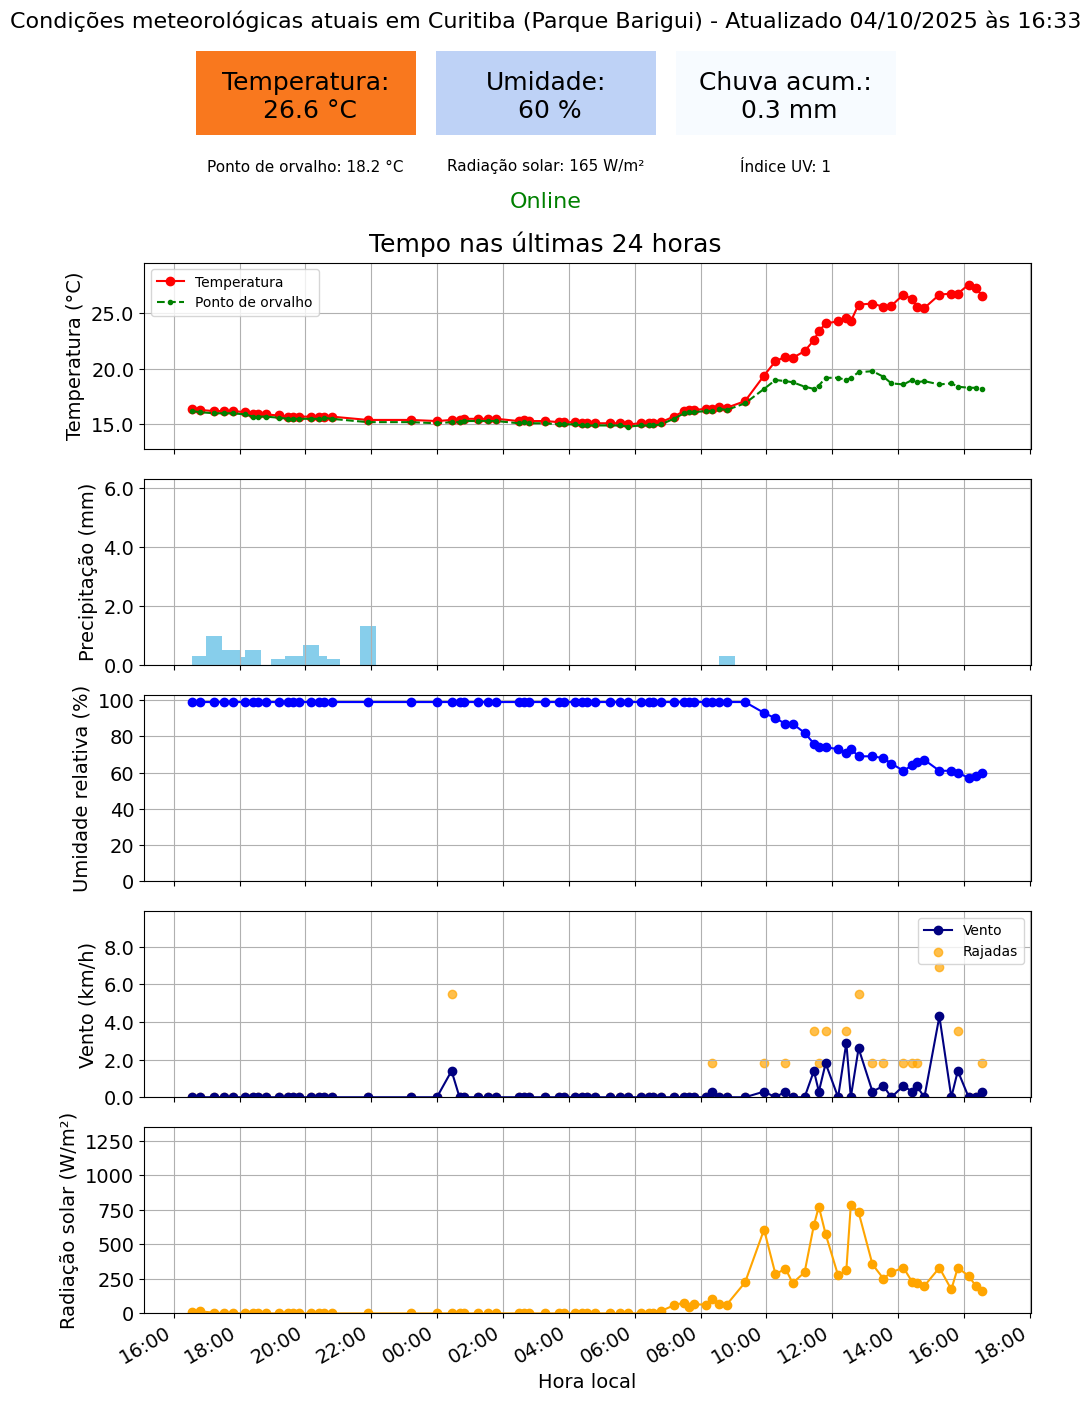 Condições meteorológicas atuais em Curitiba (Parque Barigui) - Atualizado 04/10/2025 às 16:33
Temperatura:
26.6 °C
Umidade:
60 %
Chuva acum.:
0.3 mm
Ponto de orvalho: 18.2 °C
Radiação solar: 165 W/m²
Índice UV: 1
Online
Tempo nas últimas 24 horas
Temperatura (°C)
25.0
20.0
15.0
Temperatura
Ponto de orvalho
Precipitação (mm)
6.0
4.0
2.0
0.0
Umidade relativa (%)
100
80
60
40
20
0
Vento (km/h)
8.0
6.0
4.0
2.0
0.0
Vento
Rajadas
Radiação solar (W/m²)
1250
1000
750
500
250
0
16:00
18:00
20:00
22:00
00:00
02:00
04:00
06:00
08:00
10:00
12:00
14:00
16:00
18:00
Hora local